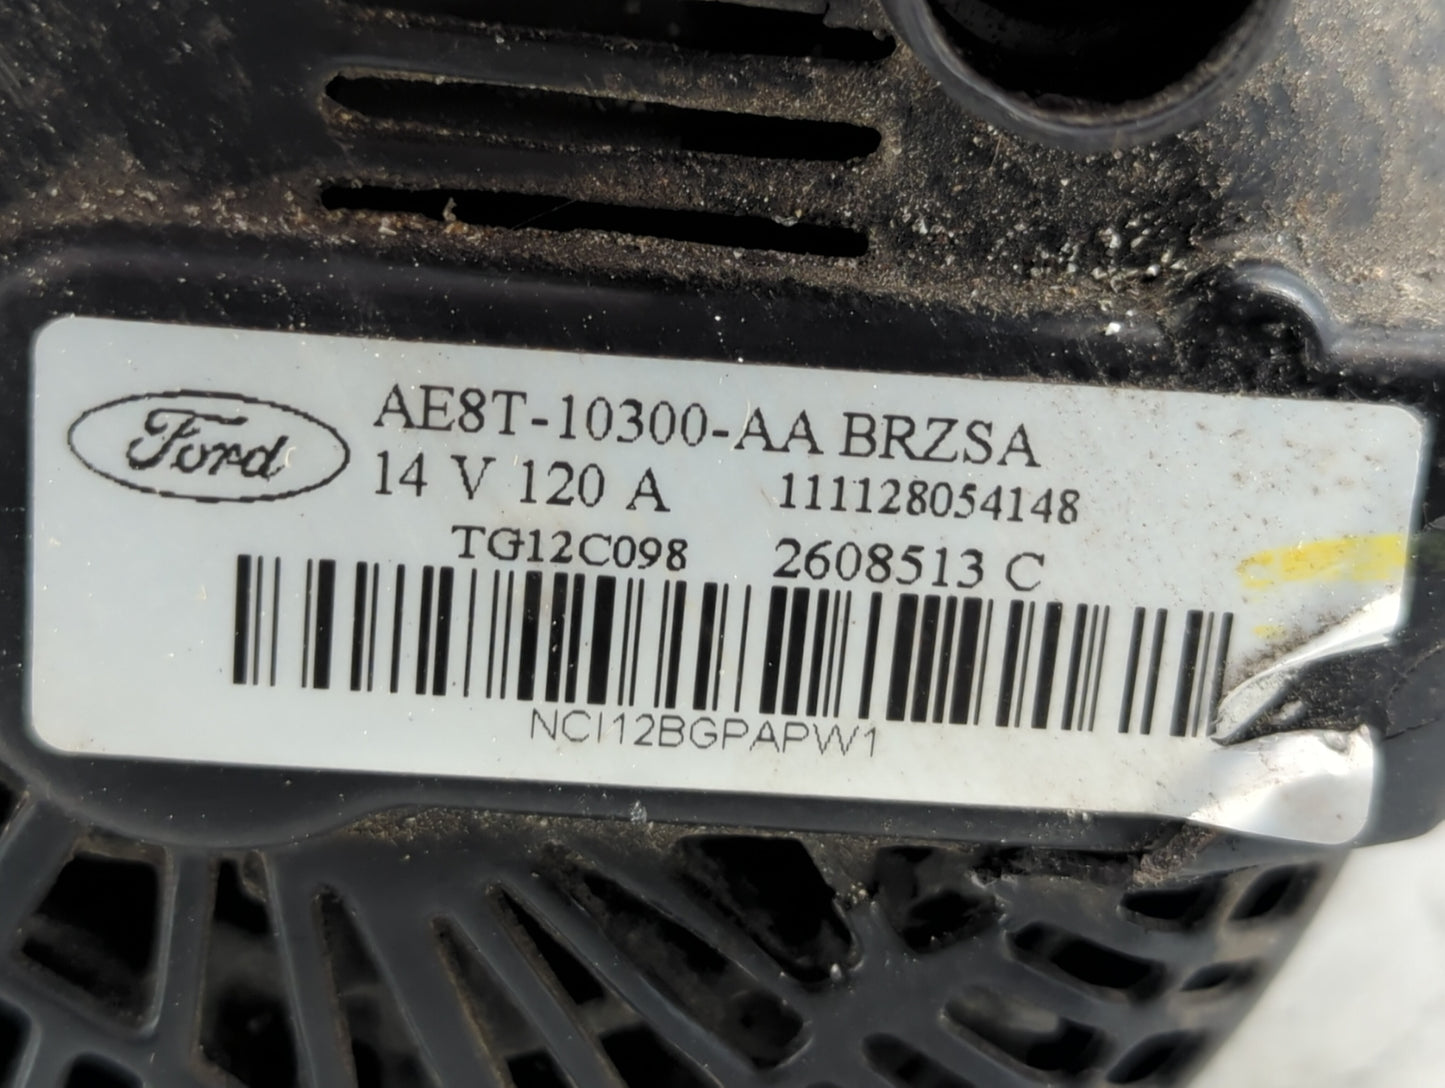 Ford
AE8T-10300-AA BRZSA
14 V 120 A 111128054148
TG12C098 2608513 C
NCI12BGPAPW1